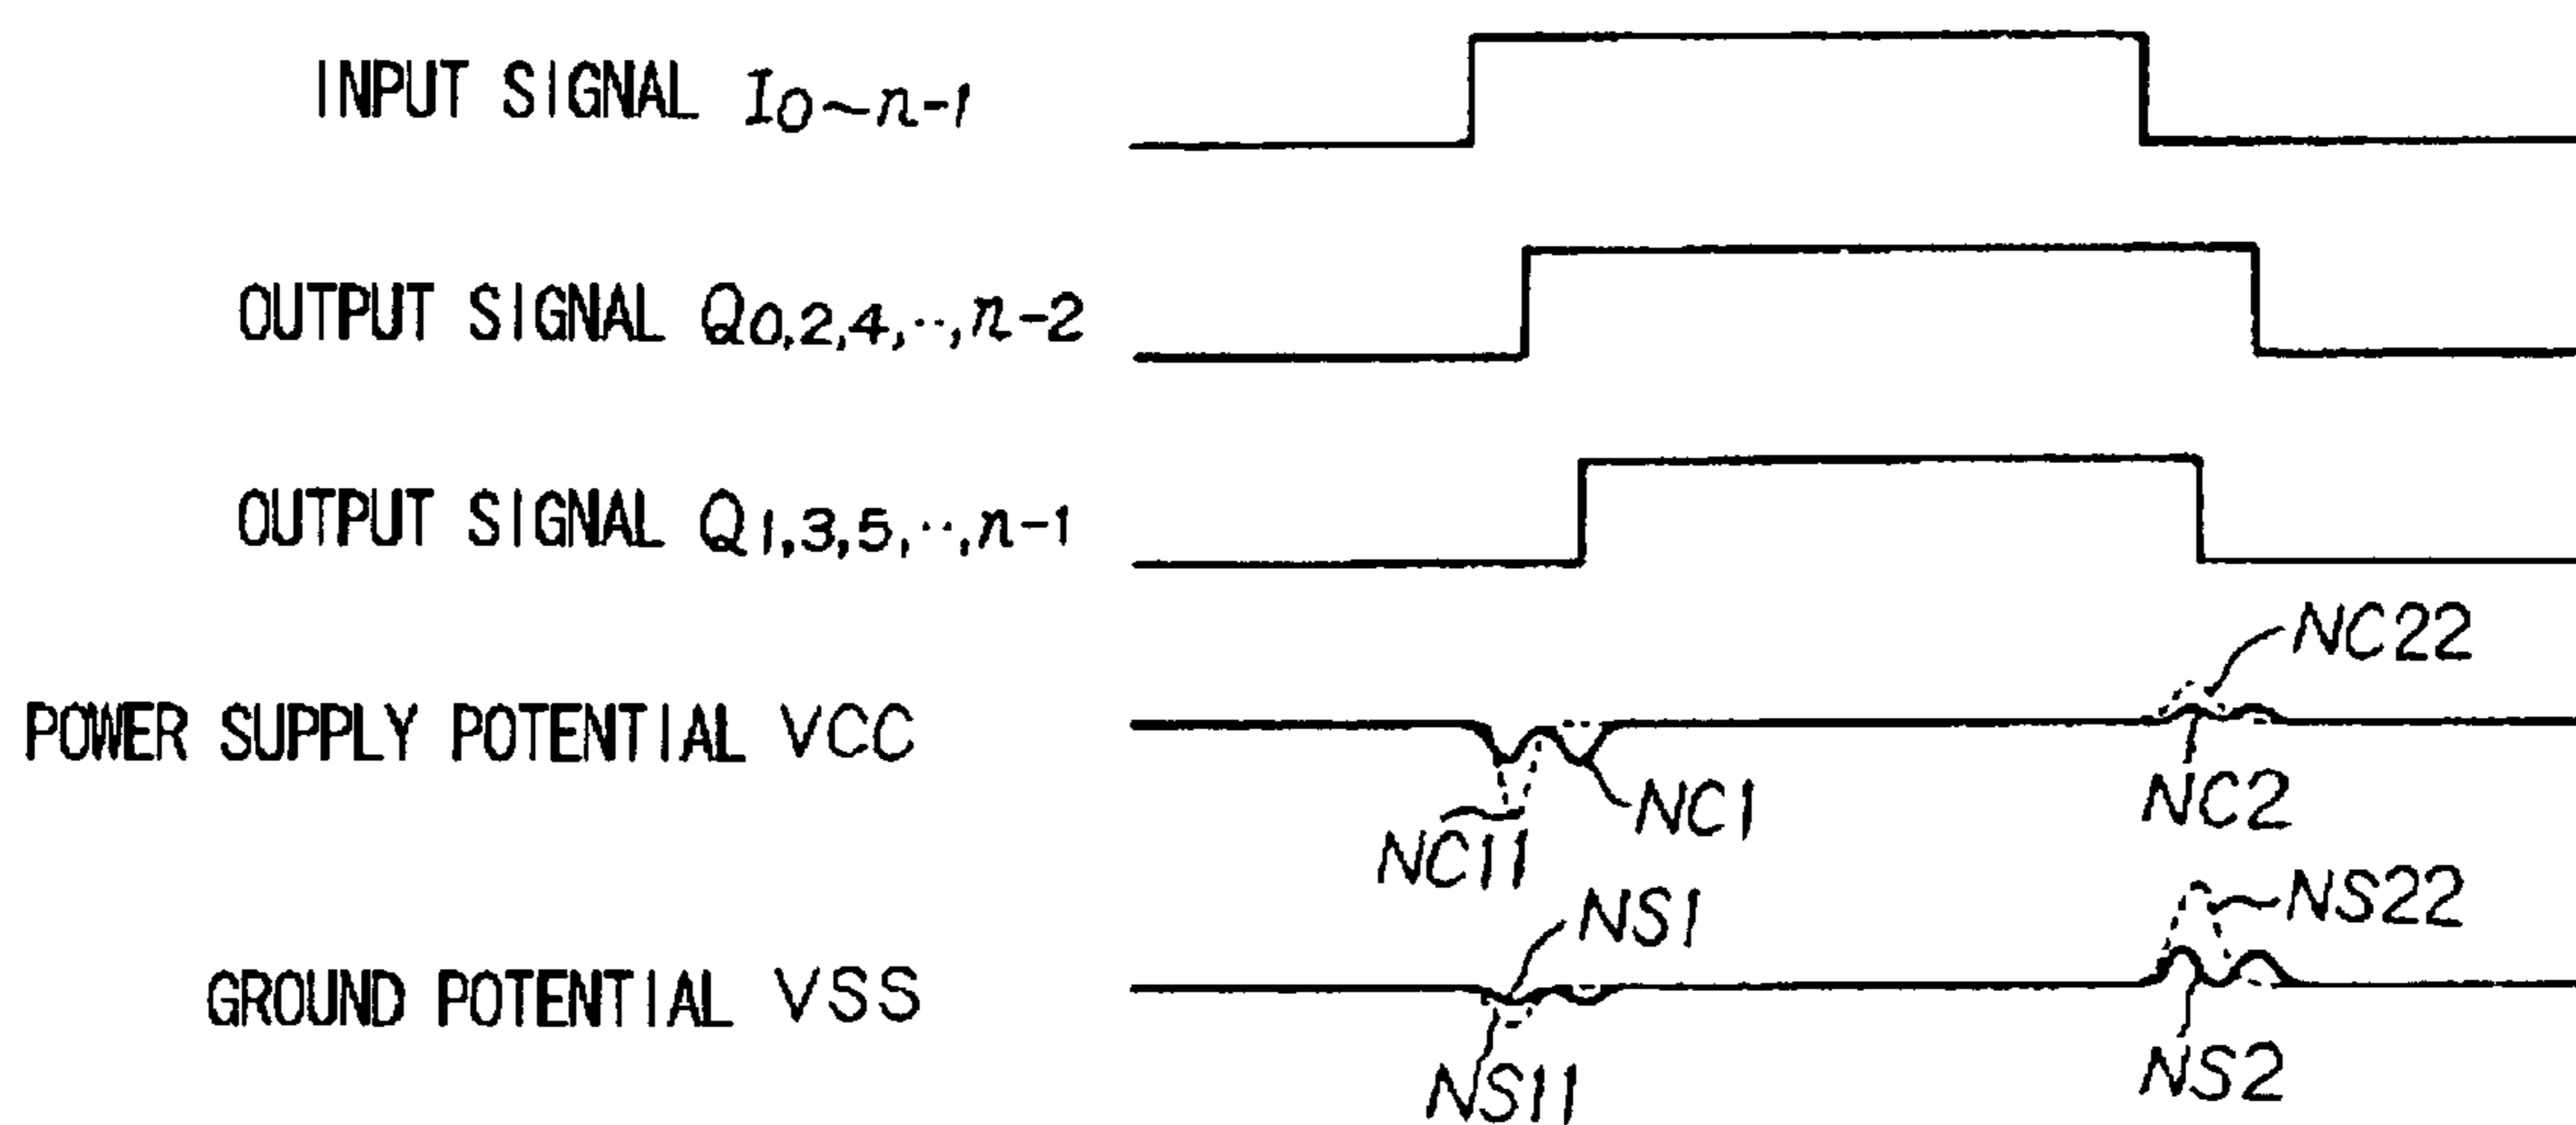 INPUT SIGNAL I0~n-1
OUTPUT SIGNAL Q0,2,4,··,n-2
OUTPUT SIGNAL Q1,3,5,··,n-1
NC22
POWER SUPPLY POTENTIAL VCC
NC1
NC2
NC11
NS22
NS1
GROUND POTENTIAL VSS
NS2
NS11